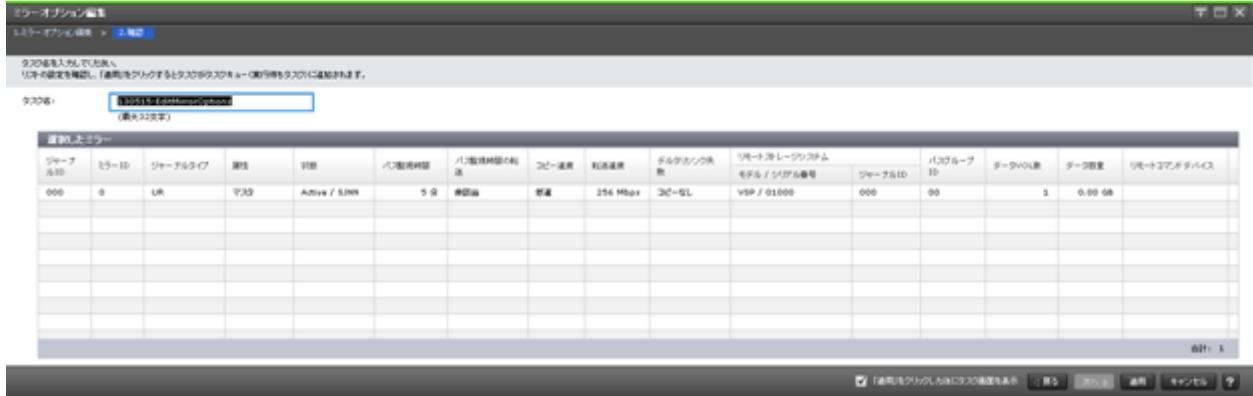 ミラーオプション編集
1.ミラーオプション編集 > 2.確認
タスク名を入力してください。
リストの設定を確認し、「適用」をクリックするとタスクがタスクキュー(実行待ちタスク)に追加されます。
タスク名: 130515-EditMirrorOptions
(最大32文字)
選択したミラー
ジャーナルID ミラーID ジャーナルタイプ 属性 状態 パス監視時間 パス監視時間の転送 コピー速度 転送速度 デルタリシンク失敗 リモートストレージシステム パスグループID データVOL数 データ容量 リモートコマンドデバイス
モデル / シリアル番号 ジャーナルID
000 0 UR マスタ Active / SJNN 5 分 普通 256 Mbps コピーなし VSP / 01000 000 00 1 0.00 GB
合計: 1
「適用」をクリックした後にタスク画面を表示 戻る 次へ 適用 キャンセル ?